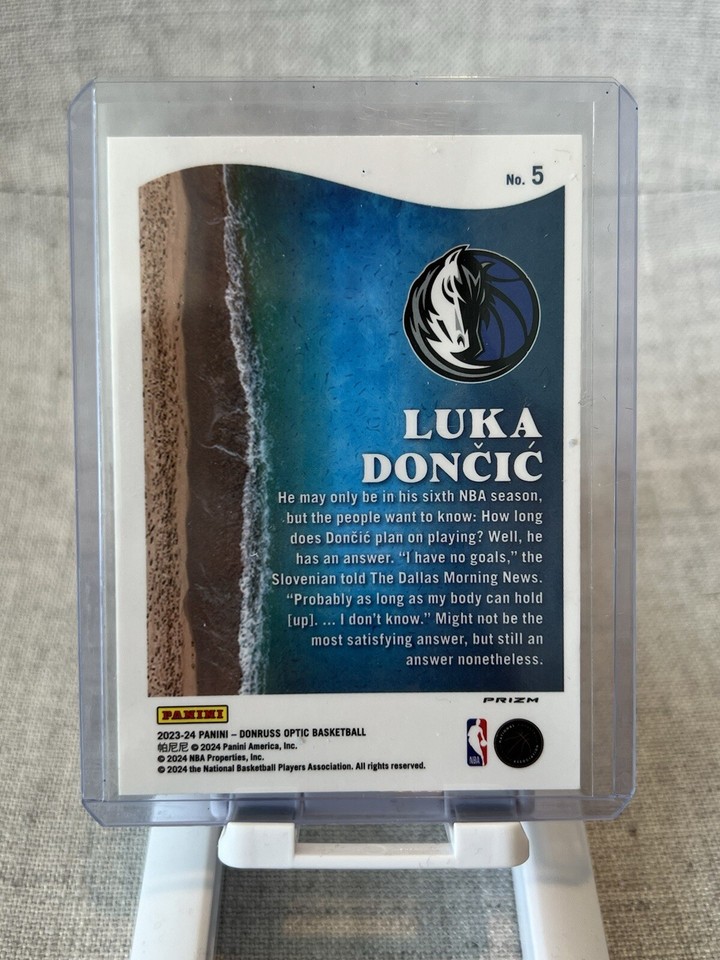 No. 5
LUKA
DONČIĆ
He may only be in his sixth NBA season,
but the people want to know: How long
does Dončić plan on playing? Well, he
has an answer. “I have no goals,” the
Slovenian told The Dallas Morning News.
“Probably as long as my body can hold
[up]. ... I don't know.” Might not be the
most satisfying answer, but still an
answer nonetheless.
PRIZM
PANINI
2023-24 PANINI – DONRUSS OPTIC BASKETBALL
帕尼尼 © 2024 Panini America, Inc.
© 2024 NBA Properties, Inc.
© 2024 the National Basketball Players Association. All rights reserved.
NBA